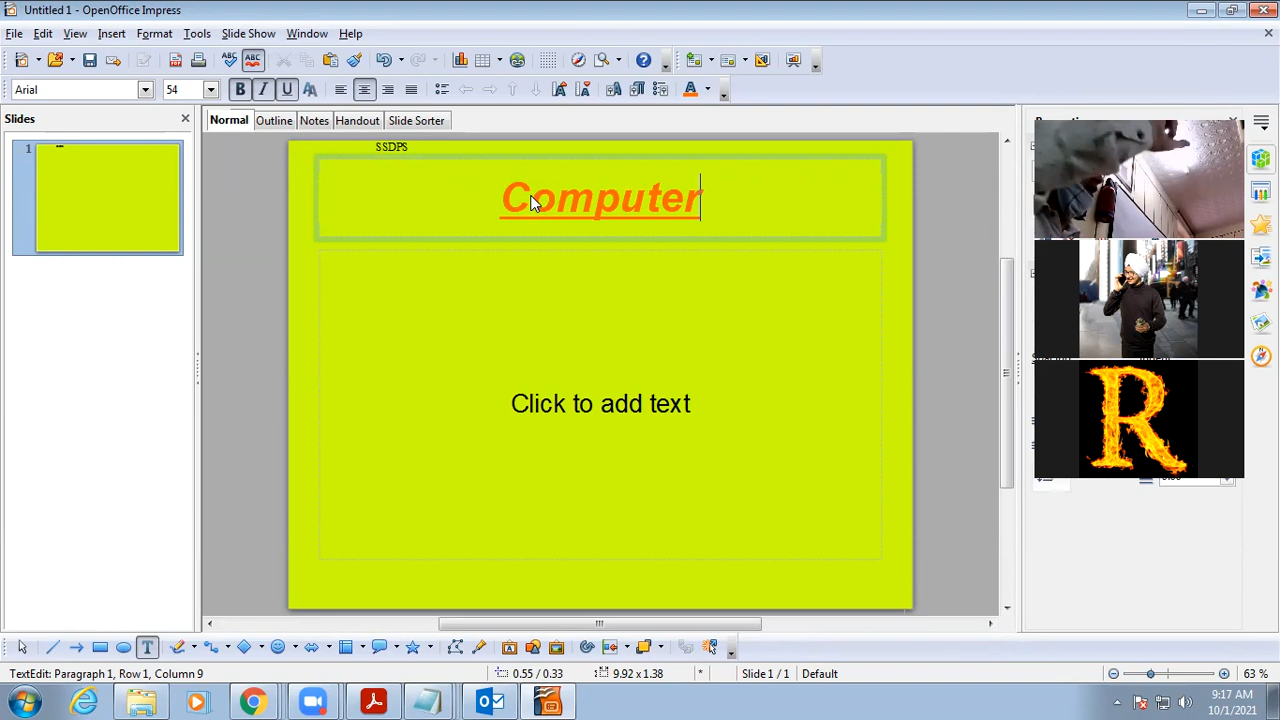 Untitled 1 - OpenOffice Impress
File Edit View Insert Format Tools Slide Show Window Help
Arial 54
Slides
Normal Outline Notes Handout Slide Sorter
1
SSDPS
Computer
Click to add text
R
TextEdit: Paragraph 1, Row 1, Column 9
0.55 / 0.33
9.92 x 1.38
*
Slide 1 / 1
Default
63 %
9:17 AM
10/1/2021